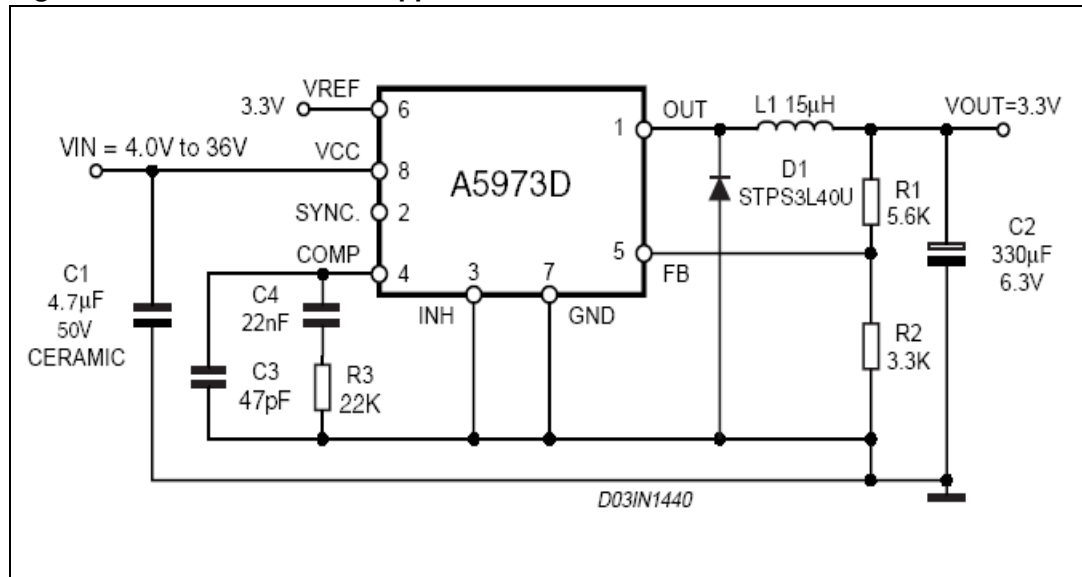 VREF
3.3V
6
OUT
1
L1 15µH
VOUT=3.3V
VIN = 4.0V to 36V
VCC
8
A5973D
D1
STPS3L40U
R1
5.6K
SYNC.
2
C2
330µF
6.3V
COMP
4
3
7
5
FB
INH
GND
C1
4.7µF
50V
CERAMIC
C4
22nF
R2
3.3K
C3
47pF
R3
22K
D03IN1440